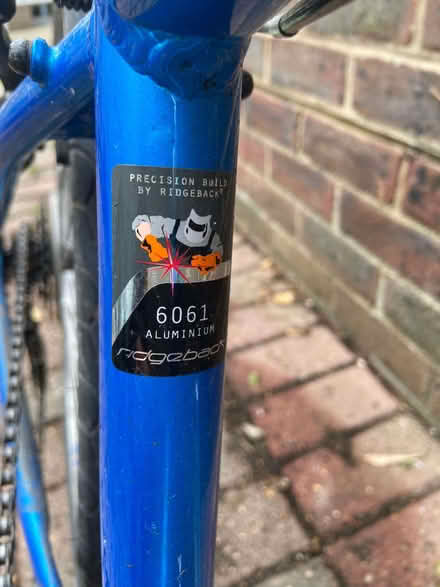 PRECISION BUILD
BY RIDGEBACK®
6061
ALUMINIUM
ridgeback